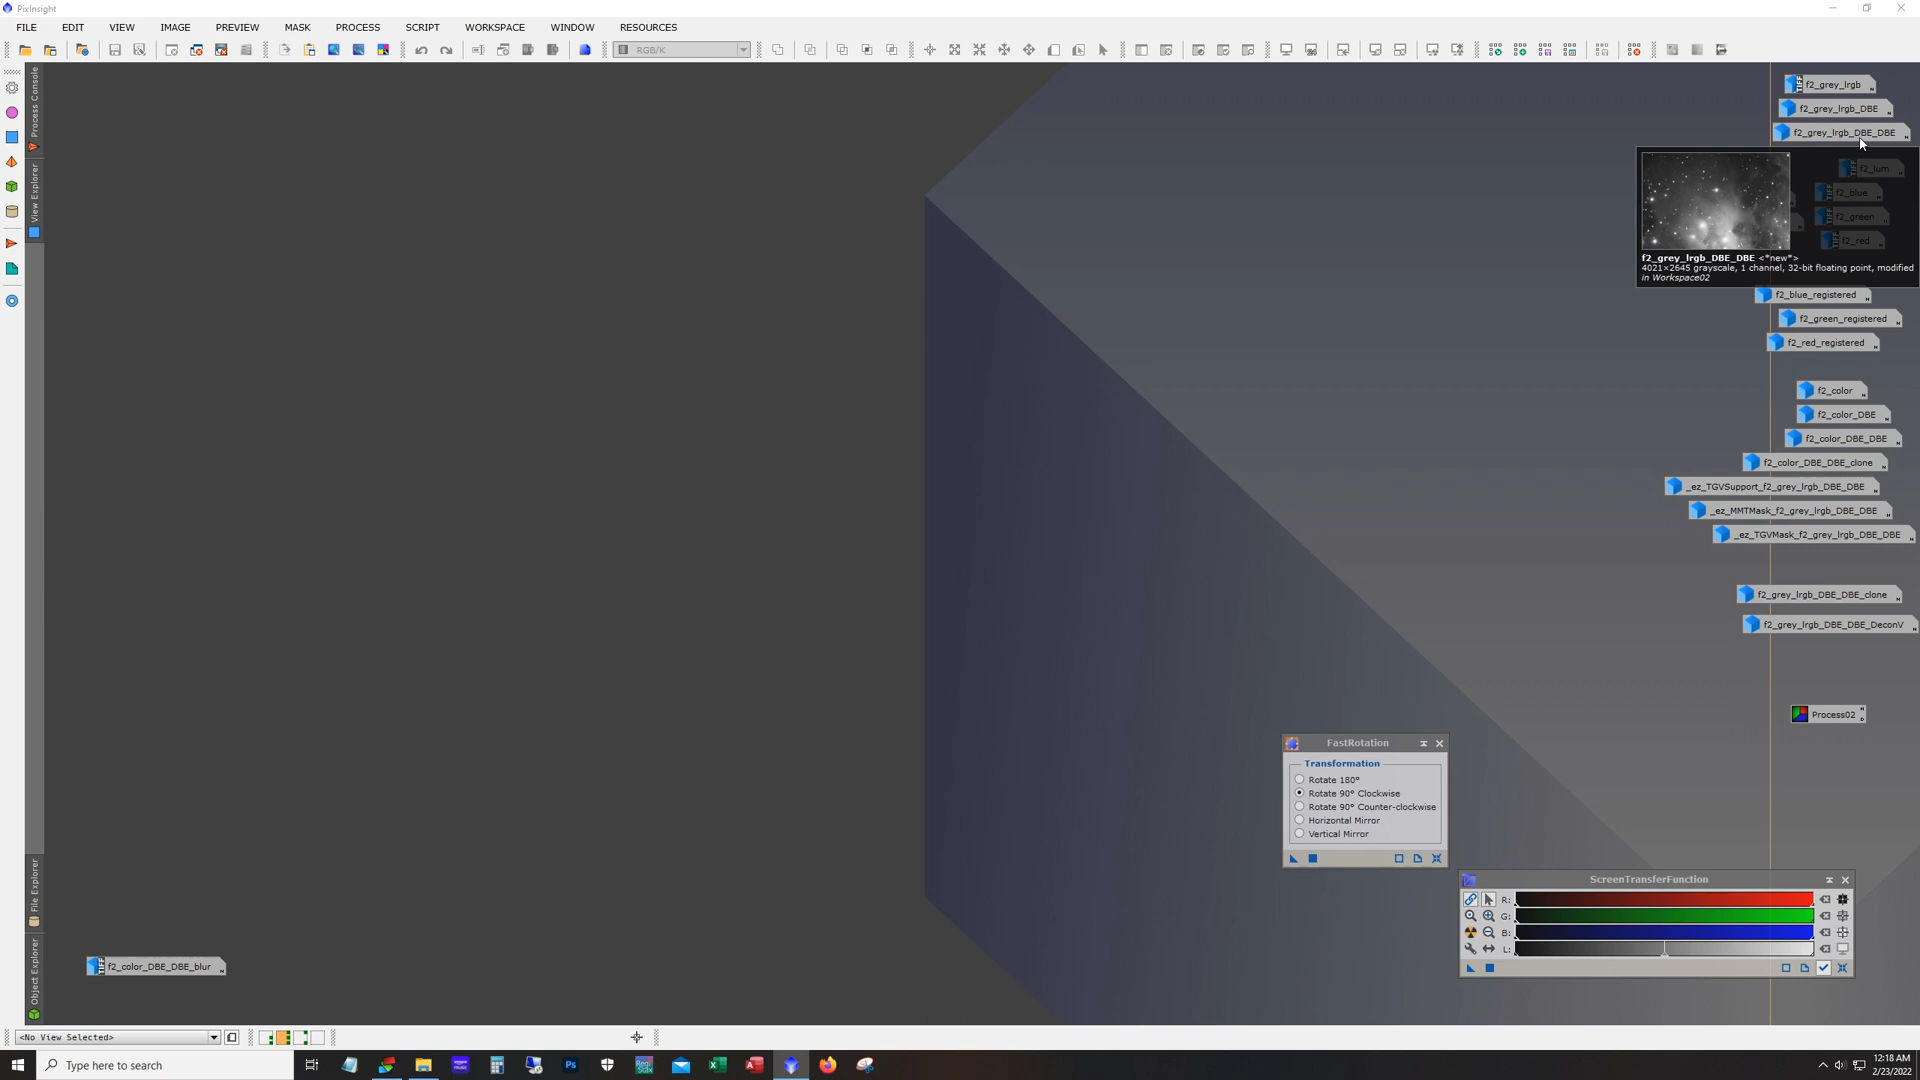 PixInsight
FILE EDIT VIEW IMAGE MASK PROCESS SCRIPT WORKSPACE WINDOW RESOURCES
RGB/K
Process Console
View Explorer
File Explorer
Object Explorer
f2_grey_lrgb
f2_grey_lrgb_DBE
f2_grey_lrgb_DBE_DBE
f2_lum
f2_blue
f2_green
f2_red
f2_grey_lrgb_DBE_DBE <*new*>
4021×2645 grayscale, 1 channel, 32-bit floating point, modified
in Workspace02
f2_blue_registered
f2_green_registered
f2_red_registered
f2_color
f2_color_DBE
f2_color_DBE_DBE
f2_color_DBE_DBE_clone
_ez_TGVSupport_f2_grey_lrgb_DBE_DBE
_ez_MMTMask_f2_grey_lrgb_DBE_DBE
_ez_TGVMask_f2_grey_lrgb_DBE_DBE
f2_grey_lrgb_DBE_DBE_clone
f2_grey_lrgb_DBE_DBE_DeconV
Process02
FastRotation
Transformation
Rotate 180°
Rotate 90° Clockwise
Rotate 90° Counter-clockwise
Horizontal Mirror
Vertical Mirror
ScreenTransferFunction
R:
G:
B:
L:
f2_color_DBE_DBE_blur
<No View Selected>
Type here to search
12:18 AM
2/23/2022